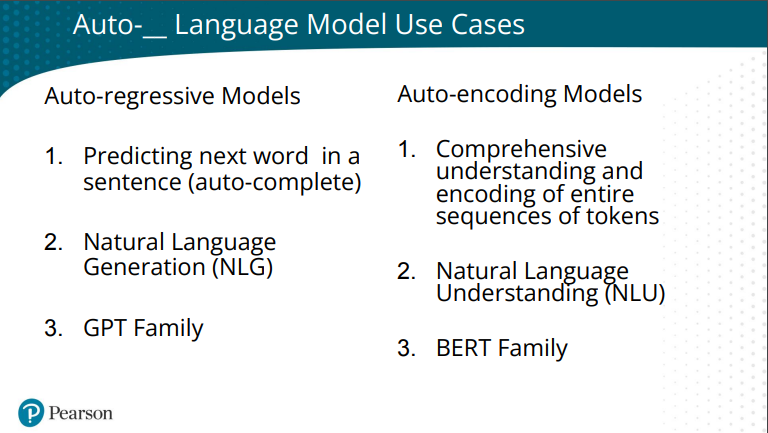 Auto-__ Language Model Use Cases
Auto-regressive Models
1. Predicting next word in a
sentence (auto-complete)
2. Natural Language
Generation (NLG)
3. GPT Family
Auto-encoding Models
1. Comprehensive
understanding and
encoding of entire
sequences of tokens
2. Natural Language
Understanding (NLU)
3. BERT Family
P Pearson